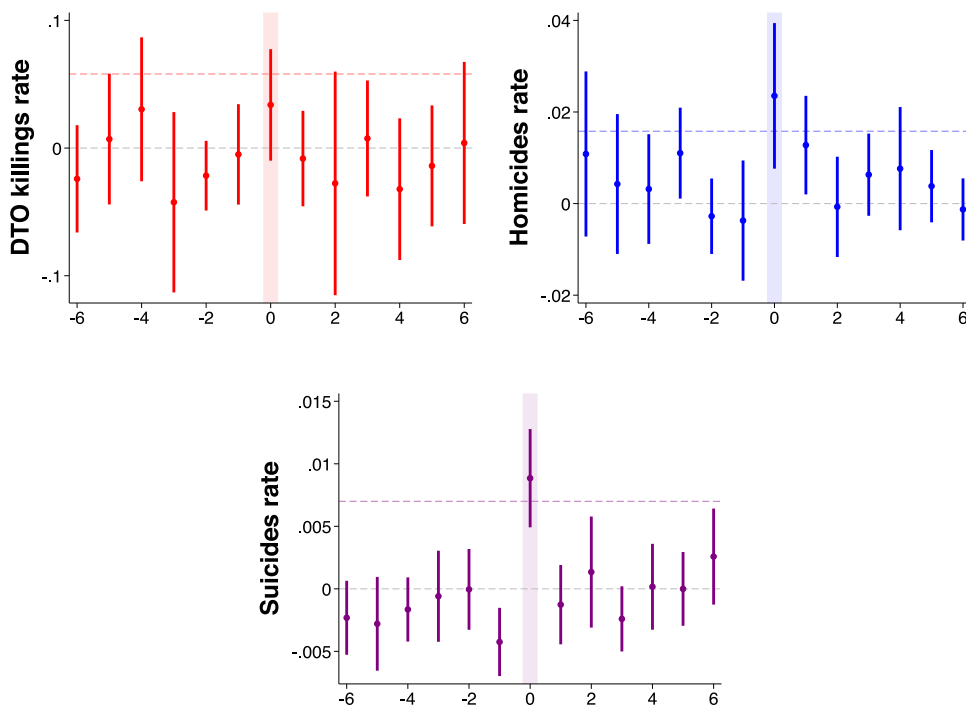 DTO killings rate
.1
0
-.1
-6 -4 -2 0 2 4 6
Homicides rate
.04
.02
0
-.02
-6 -4 -2 0 2 4 6
Suicides rate
.015
.01
.005
0
-.005
-6 -4 -2 0 2 4 6